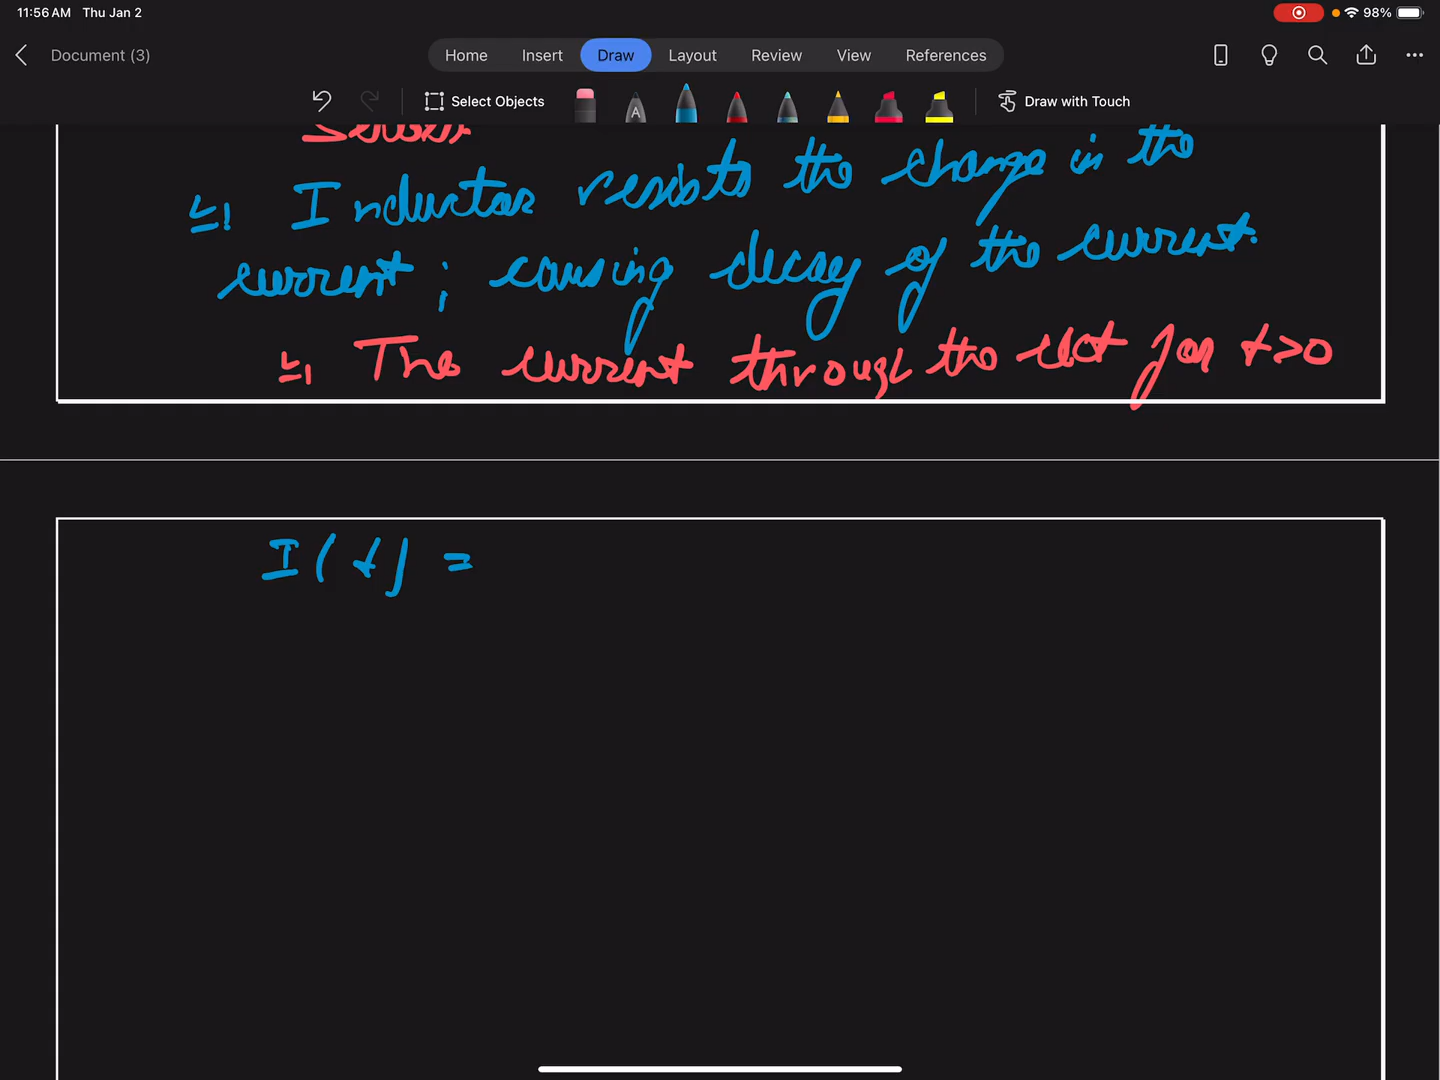 11:56 AM Thu Jan 2
98%
Document (3)
Home Insert Draw Layout Review View References
Select Objects
A
Draw with Touch
Series
Inductor resists the change in the
current ; causing decay of the current.
The current through the ckt for t>0
I(t) =